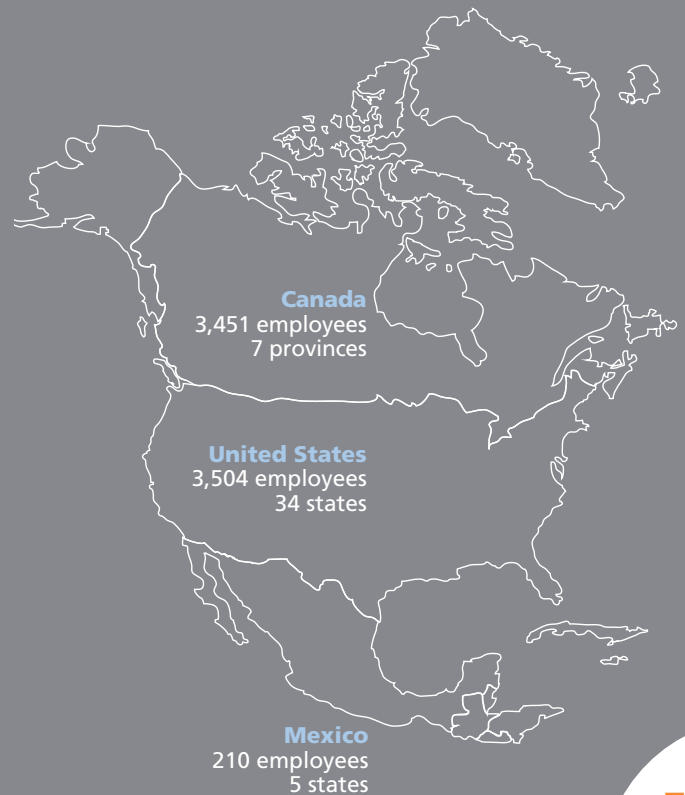 Canada
3,451 employees
7 provinces
United States
3,504 employees
34 states
Mexico
210 employees
5 states